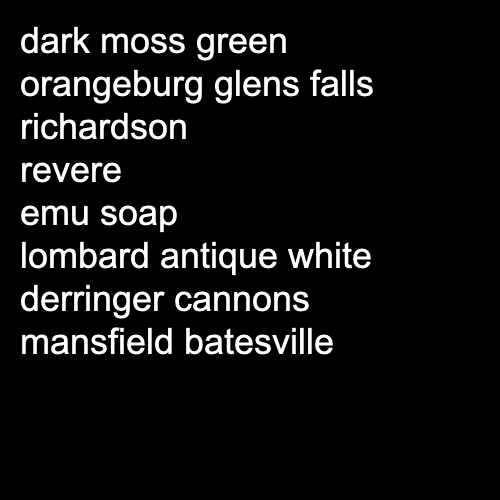 dark moss green
orangeburg glens falls
richardson
revere
emu soap
lombard antique white
derringer cannons
mansfield batesville